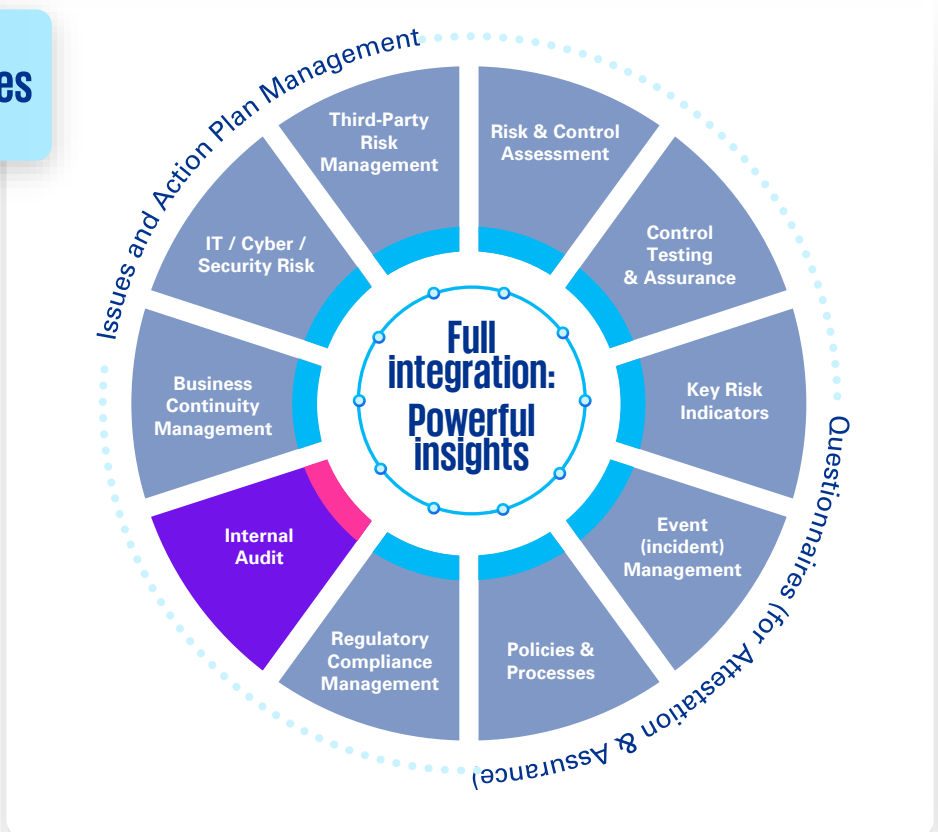 es
Issues and Action Plan Management
Third-Party
Risk
Management
Risk & Control
Assessment
Control
Testing
& Assurance
Key Risk
Indicators
Event
(incident)
Management
Policies &
Processes
Regulatory
Compliance
Management
Internal
Audit
Business
Continuity
Management
IT / Cyber /
Security Risk
Full
integration:
Powerful
insights
Questionnaires (for Attestation & Assurance)